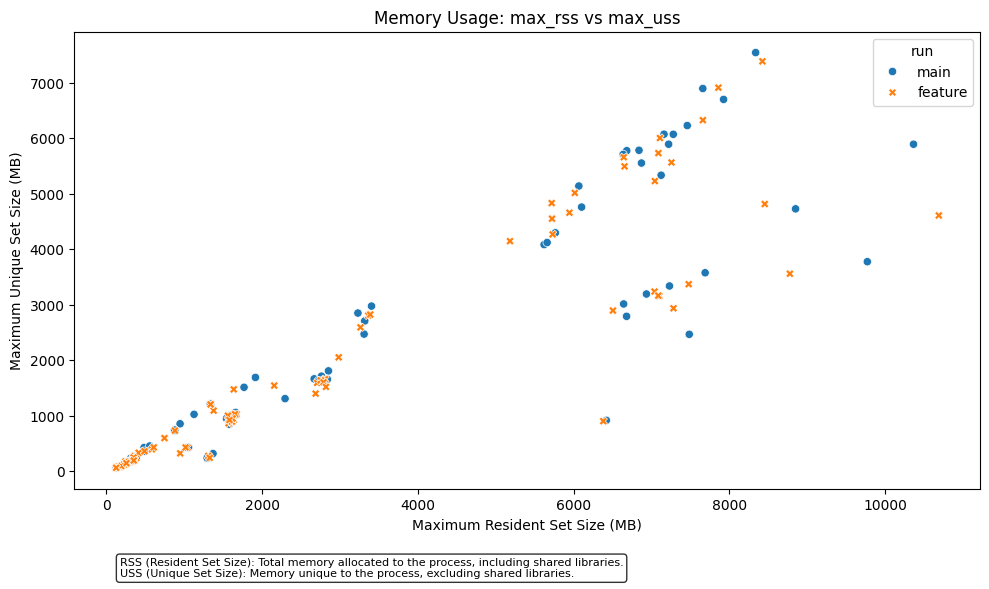 Memory Usage: max_rss vs max_uss
run
main
feature
Maximum Unique Set Size (MB)
7000
6000
5000
4000
3000
2000
1000
0
0 2000 4000 6000 8000 10000
Maximum Resident Set Size (MB)
RSS (Resident Set Size): Total memory allocated to the process, including shared libraries.
USS (Unique Set Size): Memory unique to the process, excluding shared libraries.